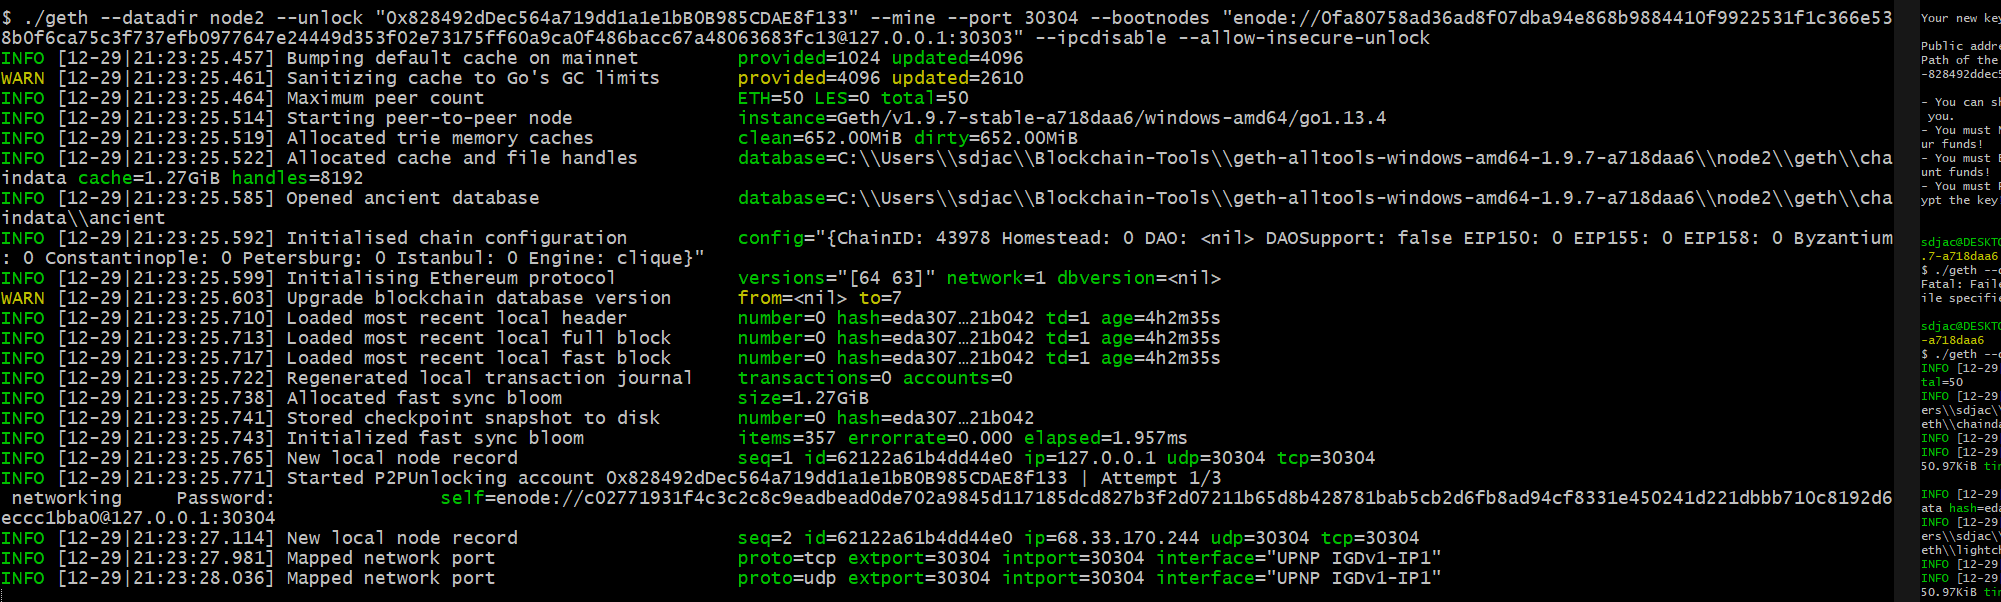 $ ./geth --datadir node2 --unlock "0x828492dDec564a719dd1a1e1bB0B985CDAE8f133" --mine --port 30304 --bootnodes "enode://0fa80758ad36ad8f07dba94e868b9884410f9922531f1c366e53
8b0f6ca75c3f737efb0977647e24449d353f02e73175ff60a9ca0f486bacc67a48063683fc13@127.0.0.1:30303" --ipcdisable --allow-insecure-unlock
INFO [12-29|21:23:25.457] Bumping default cache on mainnet provided=1024 updated=4096
WARN [12-29|21:23:25.461] Sanitizing cache to Go's GC limits provided=4096 updated=2610
INFO [12-29|21:23:25.464] Maximum peer count ETH=50 LES=0 total=50
INFO [12-29|21:23:25.514] Starting peer-to-peer node instance=Geth/v1.9.7-stable-a718daa6/windows-amd64/go1.13.4
INFO [12-29|21:23:25.519] Allocated trie memory caches clean=652.00MiB dirty=652.00MiB
INFO [12-29|21:23:25.522] Allocated cache and file handles database=C:\\Users\\sdjac\\Blockchain-Tools\\geth-alltools-windows-amd64-1.9.7-a718daa6\\node2\\geth\\cha
indata cache=1.27GiB handles=8192
INFO [12-29|21:23:25.585] Opened ancient database database=C:\\Users\\sdjac\\Blockchain-Tools\\geth-alltools-windows-amd64-1.9.7-a718daa6\\node2\\geth\\cha
indata\\ancient
INFO [12-29|21:23:25.592] Initialised chain configuration config="{ChainID: 43978 Homestead: 0 DAO: <nil> DAOSupport: false EIP150: 0 EIP155: 0 EIP158: 0 Byzantium
: 0 Constantinople: 0 Petersburg: 0 Istanbul: 0 Engine: clique}"
INFO [12-29|21:23:25.599] Initialising Ethereum protocol versions="[64 63]" network=1 dbversion=<nil>
WARN [12-29|21:23:25.603] Upgrade blockchain database version from=<nil> to=7
INFO [12-29|21:23:25.710] Loaded most recent local header number=0 hash=eda307…21b042 td=1 age=4h2m35s
INFO [12-29|21:23:25.713] Loaded most recent local full block number=0 hash=eda307…21b042 td=1 age=4h2m35s
INFO [12-29|21:23:25.717] Loaded most recent local fast block number=0 hash=eda307…21b042 td=1 age=4h2m35s
INFO [12-29|21:23:25.722] Regenerated local transaction journal transactions=0 accounts=0
INFO [12-29|21:23:25.738] Allocated fast sync bloom size=1.27GiB
INFO [12-29|21:23:25.741] Stored checkpoint snapshot to disk number=0 hash=eda307…21b042
INFO [12-29|21:23:25.743] Initialized fast sync bloom items=357 errorrate=0.000 elapsed=1.957ms
INFO [12-29|21:23:25.765] New local node record seq=1 id=62122a61b4dd44e0 ip=127.0.0.1 udp=30304 tcp=30304
INFO [12-29|21:23:25.771] Started P2PUnlocking account 0x828492dDec564a719dd1a1e1bB0B985CDAE8f133 | Attempt 1/3
networking Password: self=enode://c02771931f4c3c2c8c9eadbead0de702a9845d117185dcd827b3f2d07211b65d8b428781bab5cb2d6fb8ad94cf8331e450241d221dbbb710c8192d6
eccc1bba0@127.0.0.1:30304
INFO [12-29|21:23:27.114] New local node record seq=2 id=62122a61b4dd44e0 ip=68.33.170.244 udp=30304 tcp=30304
INFO [12-29|21:23:27.981] Mapped network port proto=tcp extport=30304 intport=30304 interface="UPNP IGDv1-IP1"
INFO [12-29|21:23:28.036] Mapped network port proto=udp extport=30304 intport=30304 interface="UPNP IGDv1-IP1"
Your new key
Public addre
Path of the
-828492ddec5
- You can sh
you.
- You must N
ur funds!
- You must B
unt funds!
- You must R
ypt the key
sdjac@DESKTO
.7-a718daa6
$ ./geth --d
Fatal: Faile
ile specifie
sdjac@DESKTO
-a718daa6
$ ./geth --d
INFO [12-29
tal=50
INFO [12-29
ers\\sdjac\\
eth\\chainda
INFO [12-29
INFO [12-29
50.97KiB tim
INFO [12-29
ata hash=eda
INFO [12-29
ers\\sdjac\\
eth\\lightch
INFO [12-29
INFO [12-29
50.97KiB tim